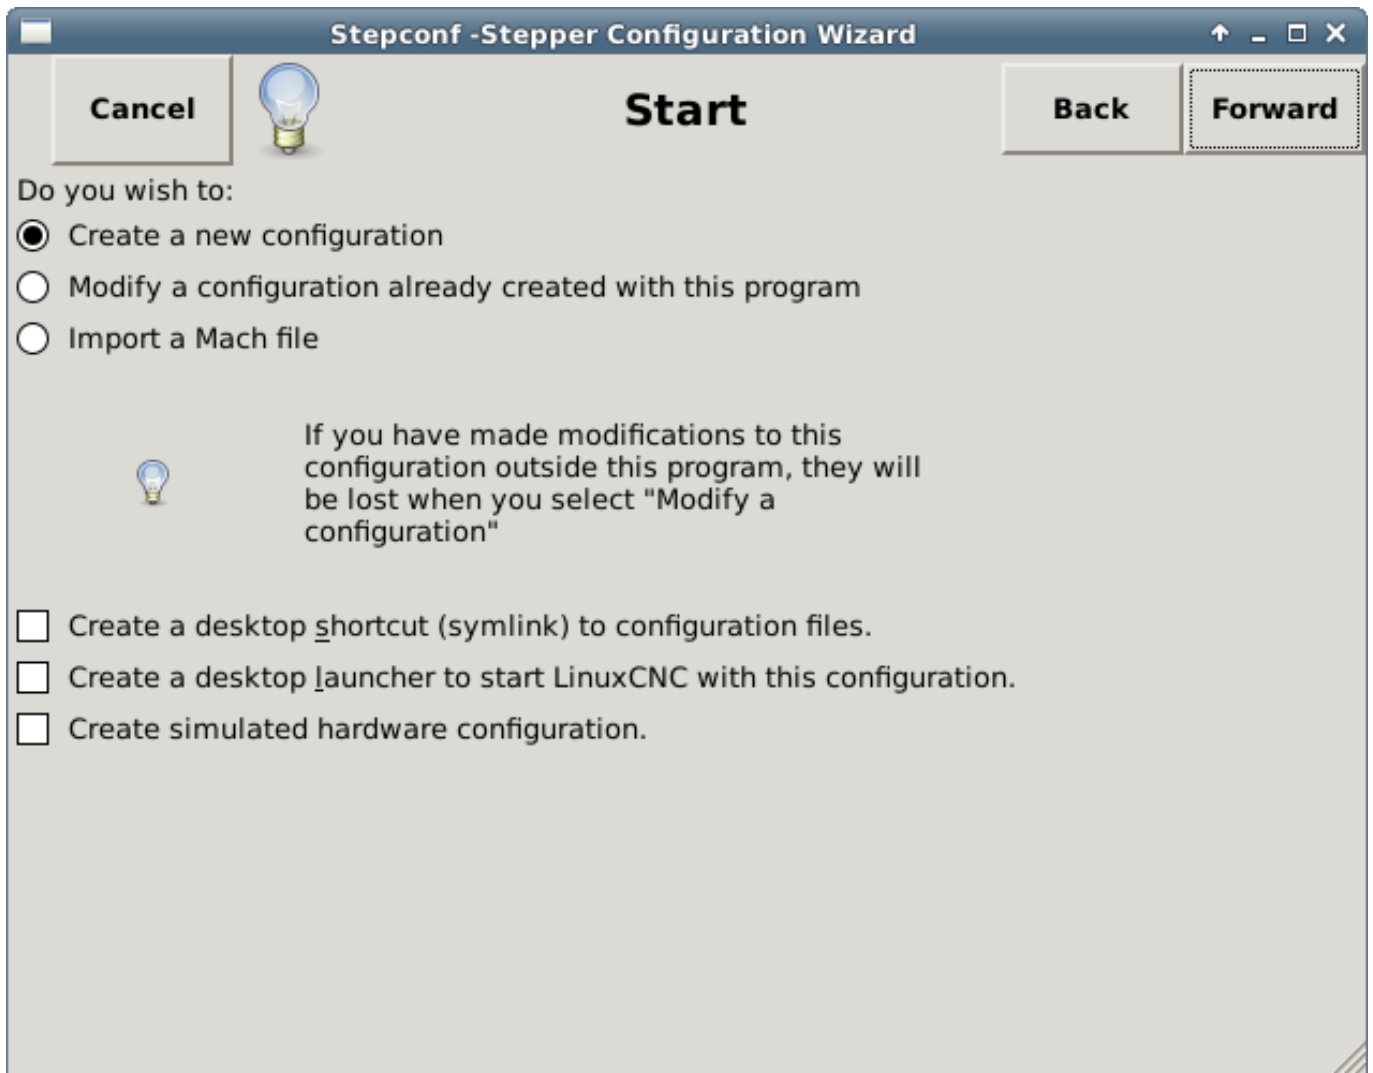 Stepconf -Stepper Configuration Wizard
Cancel
Start
Back
Forward
Do you wish to:
Create a new configuration
Modify a configuration already created with this program
Import a Mach file
If you have made modifications to this
configuration outside this program, they will
be lost when you select "Modify a
configuration"
Create a desktop shortcut (symlink) to configuration files.
Create a desktop launcher to start LinuxCNC with this configuration.
Create simulated hardware configuration.